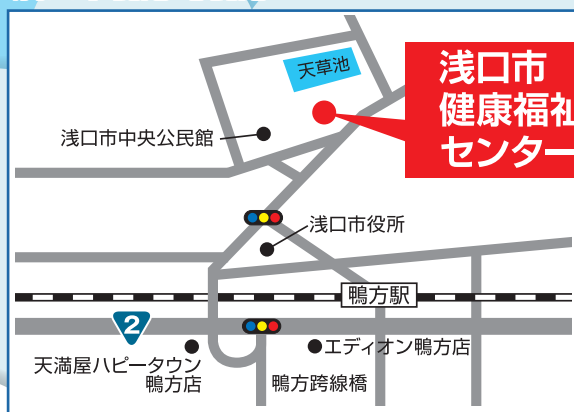 天草池
浅口市
健康福祉
センター
浅口市中央公民館
浅口市役所
鴨方駅
2
天満屋ハピータウン
鴨方店
エディオン鴨方店
鴨方跨線橋